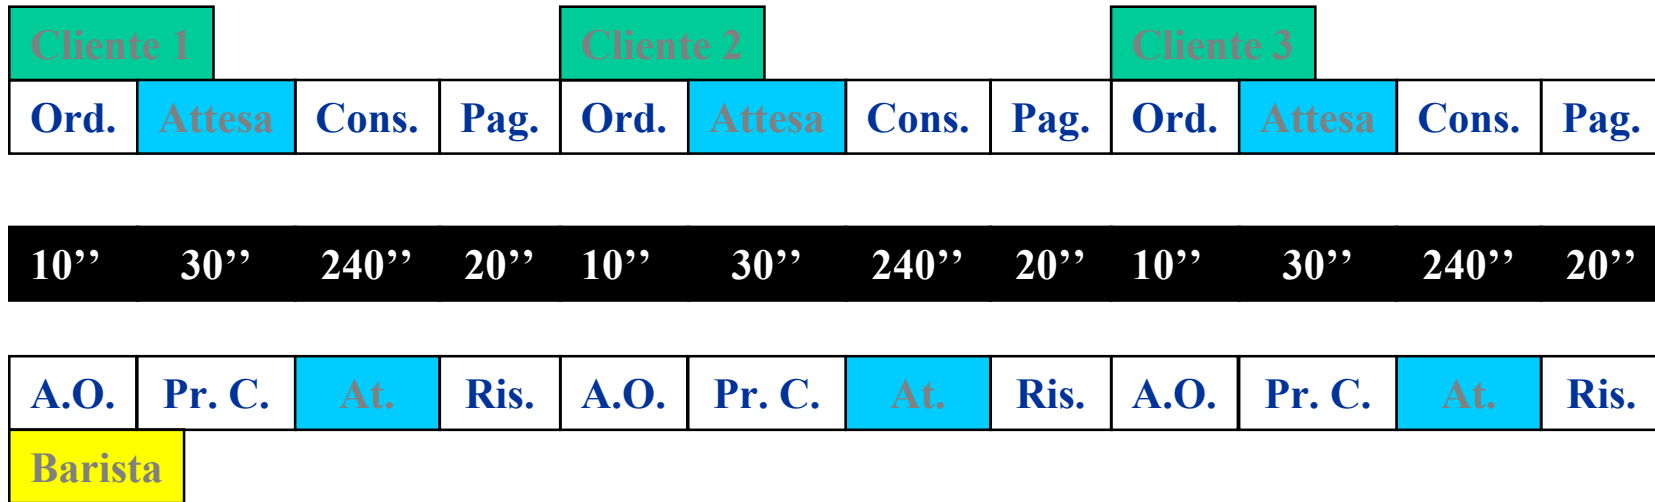 Cliente 1 Cliente 2 Cliente 3
Ord. Attesa Cons. Pag. Ord. Attesa Cons. Pag. Ord. Attesa Cons. Pag.
10’’ 30’’ 240’’ 20’’ 10’’ 30’’ 240’’ 20’’ 10’’ 30’’ 240’’ 20’’
A.O. Pr. C. At. Ris. A.O. Pr. C. At. Ris. A.O. Pr. C. At. Ris.
Barista